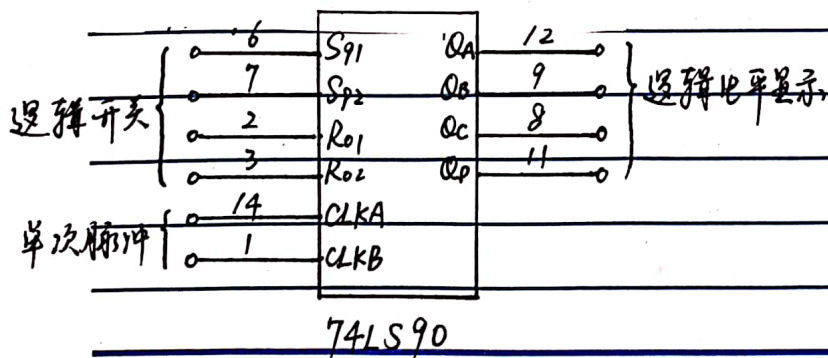 6 S91 QA 12
7 S92 QB 9
逻辑开关 逻辑电平显示
2 R01 QC 8
3 R02 QD 11
14 CLKA
单次脉冲
1 CLKB
74LS90